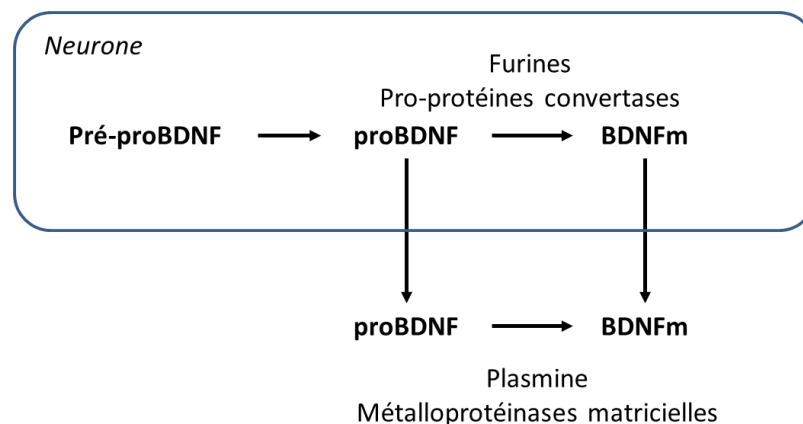 Neurone
Furines
Pro-protéines convertases
Pré-proBDNF
proBDNF
BDNFm
proBDNF
BDNFm
Plasmine
Métalloprotéinases matricielles